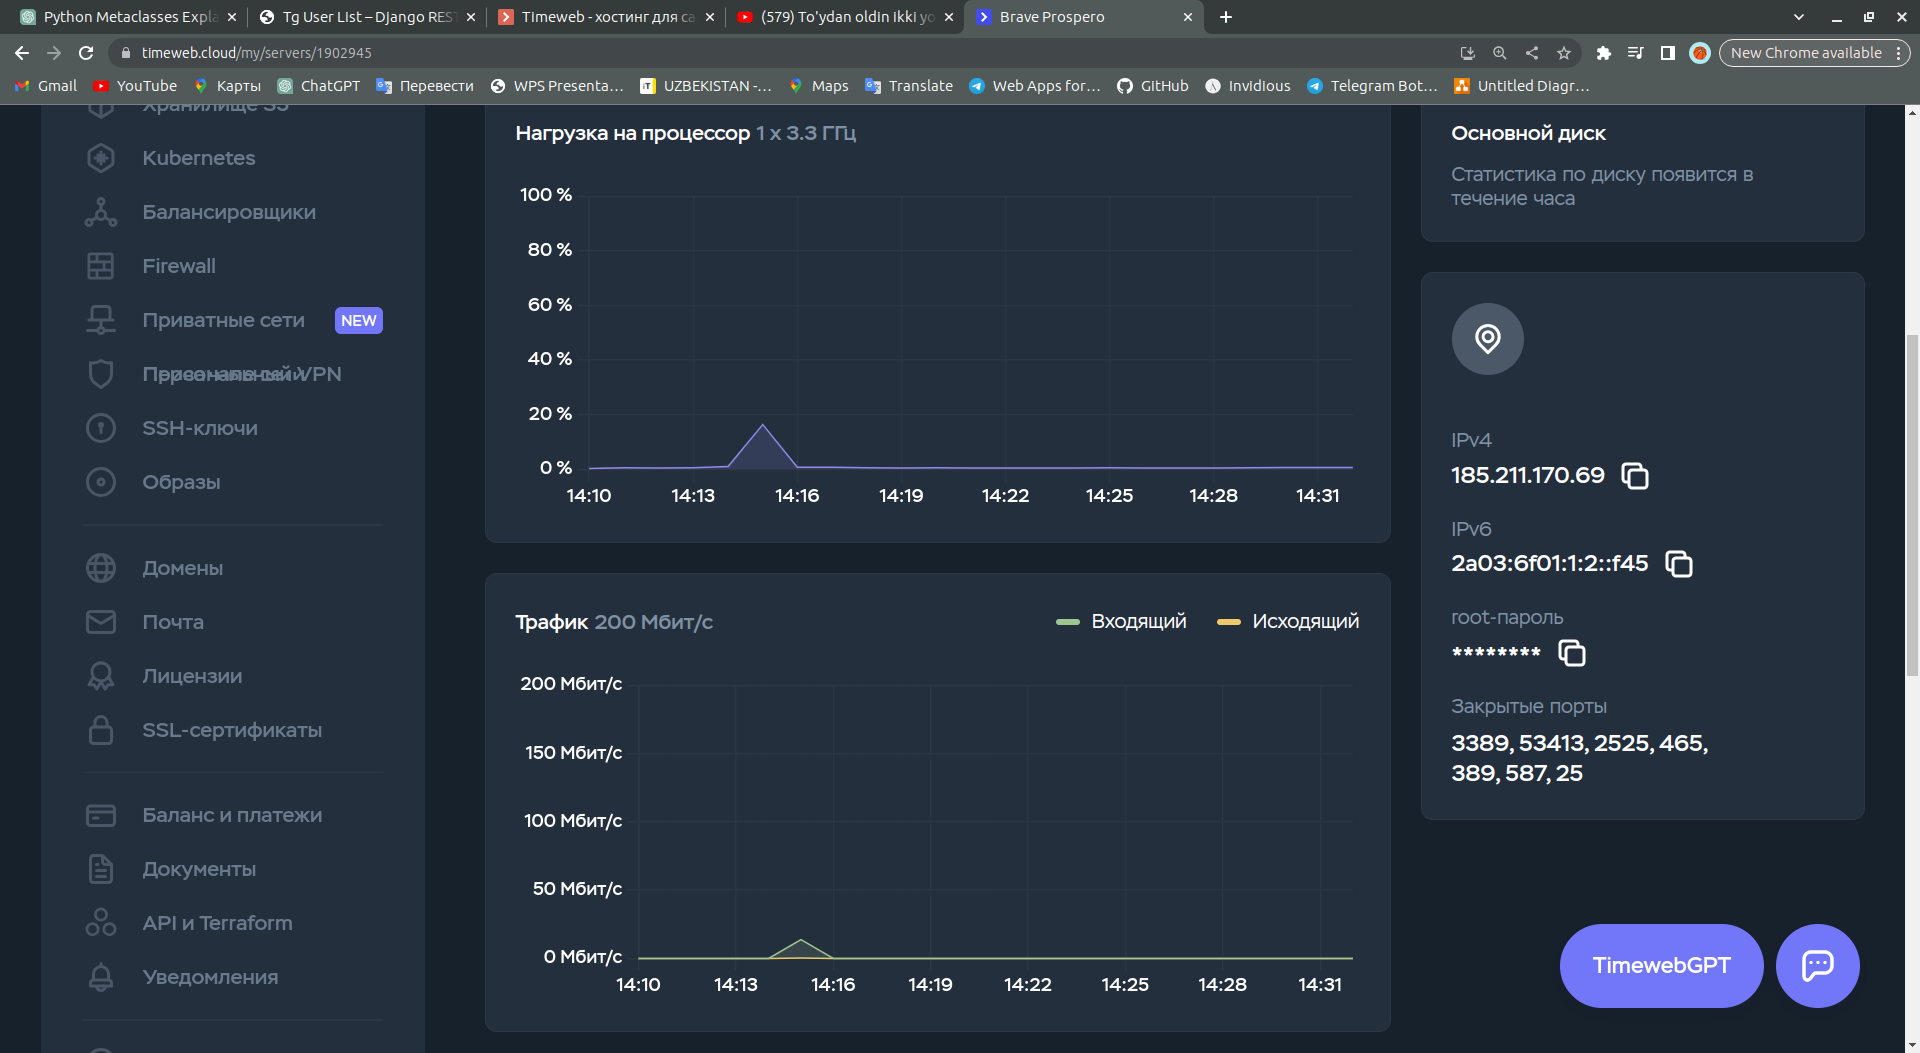 Python Metaclasses Expla
Tg User List – Django REST
Timeweb - хостинг для са
(579) To'ydan oldin ikki yo
Brave Prospero
timeweb.cloud/my/servers/1902945
New Chrome available
Gmail
YouTube
Карты
ChatGPT
Перевести
WPS Presenta...
iT
UZBEKISTAN -...
Maps
Translate
Web Apps for...
GitHub
Invidious
Telegram Bot...
Untitled Diagr...
Хранилище S3
Kubernetes
Балансировщики
Firewall
Приватные сети NEW
Персональный VPN
SSH-ключи
Образы
Домены
Почта
Лицензии
SSL-сертификаты
Баланс и платежи
Документы
API и Terraform
Уведомления
Нагрузка на процессор 1 x 3.3 ГГц
100 %
80 %
60 %
40 %
20 %
0 %
14:10 14:13 14:16 14:19 14:22 14:25 14:28 14:31
Трафик 200 Мбит/с
Входящий Исходящий
200 Мбит/с
150 Мбит/с
100 Мбит/с
50 Мбит/с
0 Мбит/с
14:10 14:13 14:16 14:19 14:22 14:25 14:28 14:31
Основной диск
Статистика по диску появится в
течение часа
IPv4
185.211.170.69
IPv6
2a03:6f01:1:2::f45
root-пароль
********
Закрытые порты
3389, 53413, 2525, 465,
389, 587, 25
TimewebGPT